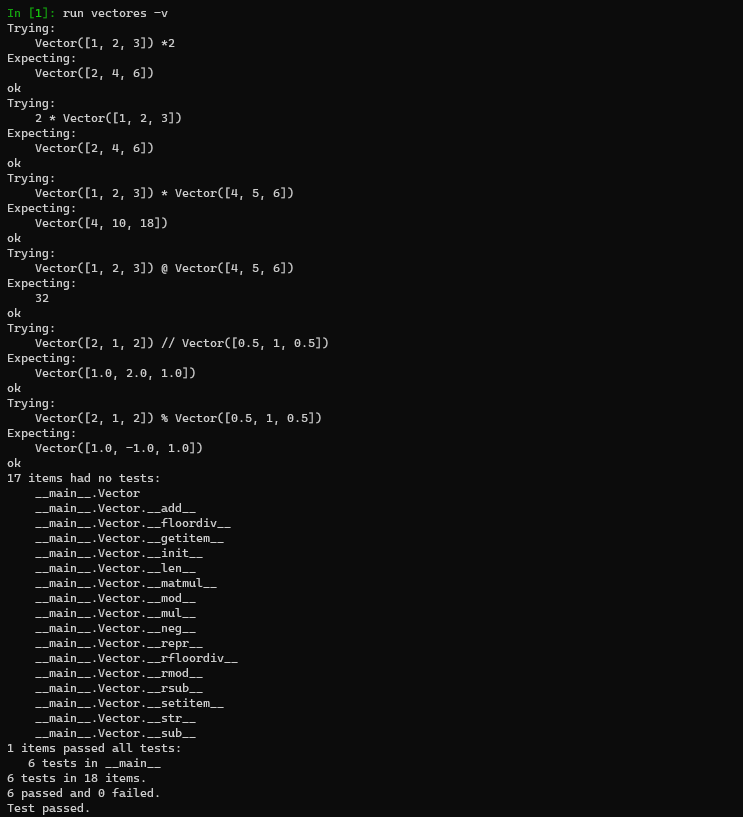 In [1]: run vectores -v
Trying:
    Vector([1, 2, 3]) *2
Expecting:
    Vector([2, 4, 6])
ok
Trying:
    2 * Vector([1, 2, 3])
Expecting:
    Vector([2, 4, 6])
ok
Trying:
    Vector([1, 2, 3]) * Vector([4, 5, 6])
Expecting:
    Vector([4, 10, 18])
ok
Trying:
    Vector([1, 2, 3]) @ Vector([4, 5, 6])
Expecting:
    32
ok
Trying:
    Vector([2, 1, 2]) // Vector([0.5, 1, 0.5])
Expecting:
    Vector([1.0, 2.0, 1.0])
ok
Trying:
    Vector([2, 1, 2]) % Vector([0.5, 1, 0.5])
Expecting:
    Vector([1.0, -1.0, 1.0])
ok
17 items had no tests:
    __main__.Vector
    __main__.Vector.__add__
    __main__.Vector.__floordiv__
    __main__.Vector.__getitem__
    __main__.Vector.__init__
    __main__.Vector.__len__
    __main__.Vector.__matmul__
    __main__.Vector.__mod__
    __main__.Vector.__mul__
    __main__.Vector.__neg__
    __main__.Vector.__repr__
    __main__.Vector.__rfloordiv__
    __main__.Vector.__rmod__
    __main__.Vector.__rsub__
    __main__.Vector.__setitem__
    __main__.Vector.__str__
    __main__.Vector.__sub__
1 items passed all tests:
   6 tests in __main__
6 tests in 18 items.
6 passed and 0 failed.
Test passed.